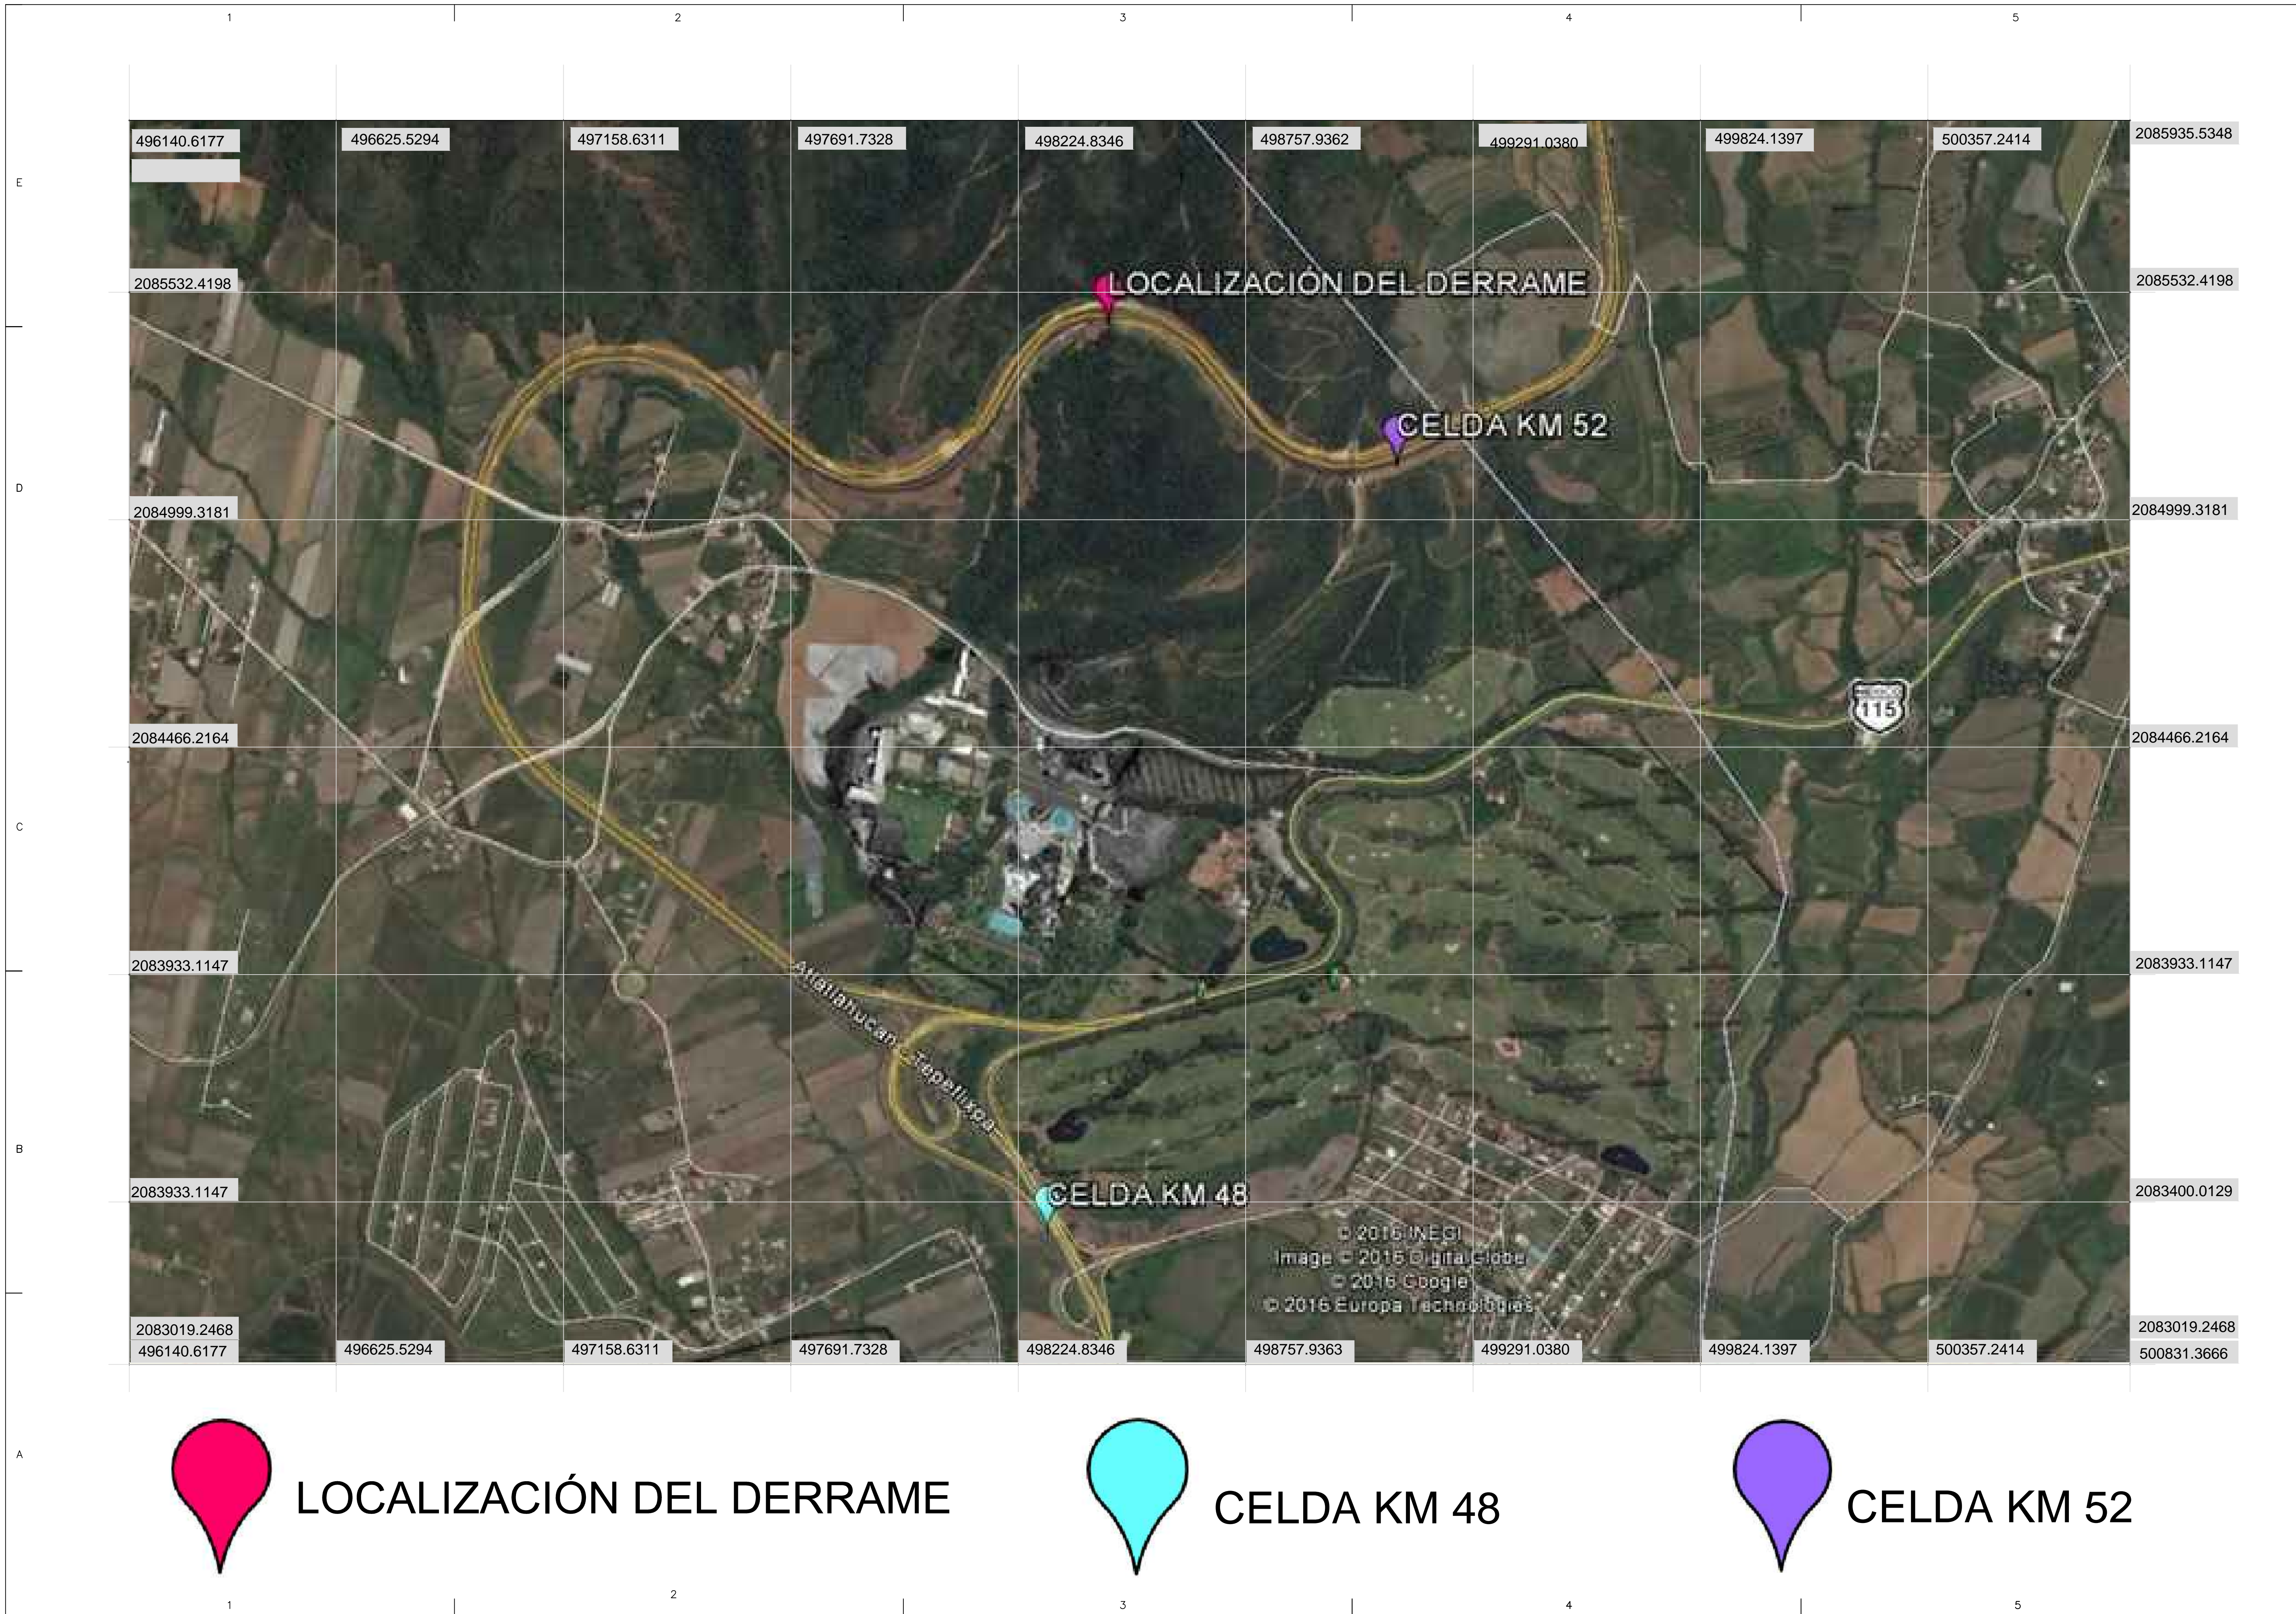 1 2 3 4 5
496140.6177 496625.5294 497158.6311 497691.7328 498224.8346 498757.9362 499291.0380 499824.1397 500357.2414 2085935.5348
E
2085532.4198 LOCALIZACIÓN DEL DERRAME 2085532.4198
CELDA KM 52
D
2084999.3181 2084999.3181
MEXICO
115
2084466.2164 2084466.2164
C
2083933.1147 2083933.1147
Atlatlahucan - Tepetlixpa
B
2083933.1147 CELDA KM 48 2083400.0129
© 2016 INEGI
Image © 2016 DigitalGlobe
© 2016 Google
© 2016 Europa Technologies
2083019.2468 2083019.2468
496140.6177 496625.5294 497158.6311 497691.7328 498224.8346 498757.9363 499291.0380 499824.1397 500357.2414 500831.3666
A
LOCALIZACIÓN DEL DERRAME CELDA KM 48 CELDA KM 52
1 2 3 4 5